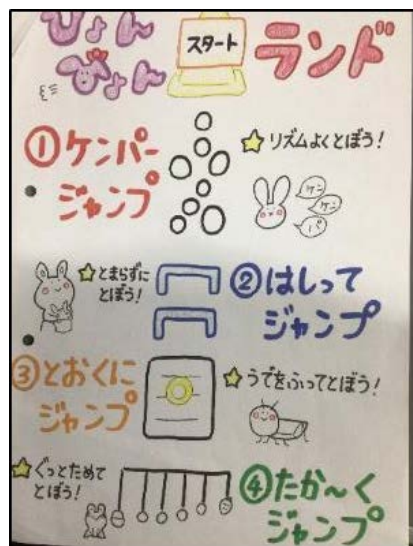 ぴょん
ぴょん
スタート
ランド
①ケンパー
ジャンプ
☆リズムよくとぼう!
ケン
ケン
パ
☆とまらずに
とぼう!
②はしって
ジャンプ
③とおくに
ジャンプ
☆うでをふってとぼう!
☆ぐっとためて
とぼう!
④たか〜く
ジャンプ